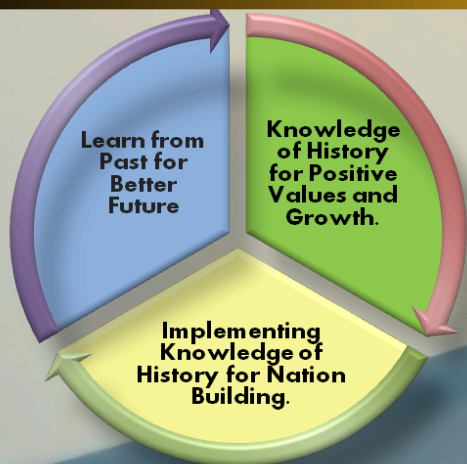 Learn from
Past for
Better
Future
Knowledge
of History
for Positive
Values and
Growth.
Implementing
Knowledge of
History for Nation
Building.